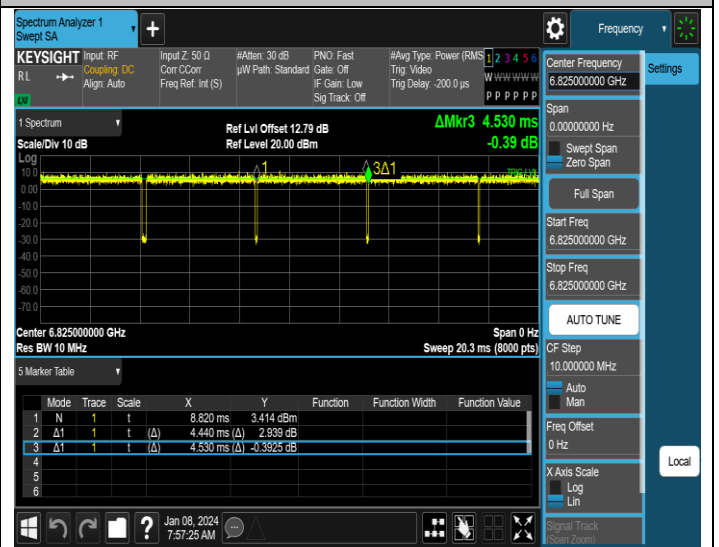 Spectrum Analyzer 1
Swept SA
+
Frequency
KEYSIGHT
RL
LXI
Input: RF
Coupling: DC
Align: Auto
Input Z: 50 Ω
Corr CCorr
Freq Ref: Int (S)
#Atten: 30 dB
µW Path: Standard
PNO: Fast
Gate: Off
IF Gain: Low
Sig Track: Off
#Avg Type: Power (RMS
Trig: Video
Trig Delay: -200.0 µs
1 2 3 4 5 6
W W W W W W
P P P P P P
Center Frequency
6.825000000 GHz
Settings
Span
0.00000000 Hz
Swept Span
Zero Span
Full Span
Start Freq
6.825000000 GHz
Stop Freq
6.825000000 GHz
AUTO TUNE
CF Step
10.000000 MHz
Auto
Man
Freq Offset
0 Hz
X Axis Scale
Log
Lin
Signal Track
(Span Zoom)
Local
1 Spectrum
Scale/Div 10 dB
Log
Ref Lvl Offset 12.79 dB
Ref Level 20.00 dBm
ΔMkr3 4.530 ms
-0.39 dB
1
3Δ1
TRIG LVL
10.0
0.00
-10.0
-20.0
-30.0
-40.0
-50.0
-60.0
-70.0
Center 6.825000000 GHz
Res BW 10 MHz
Span 0 Hz
Sweep 20.3 ms (8000 pts)
5 Marker Table
Mode Trace Scale X Y Function Function Width Function Value
1 N 1 t 8.820 ms 3.414 dBm
2 Δ1 1 t (Δ) 4.440 ms (Δ) 2.939 dB
3 Δ1 1 t (Δ) 4.530 ms (Δ) -0.3925 dB
4
5
6
?
Jan 08, 2024
7:57:25 AM